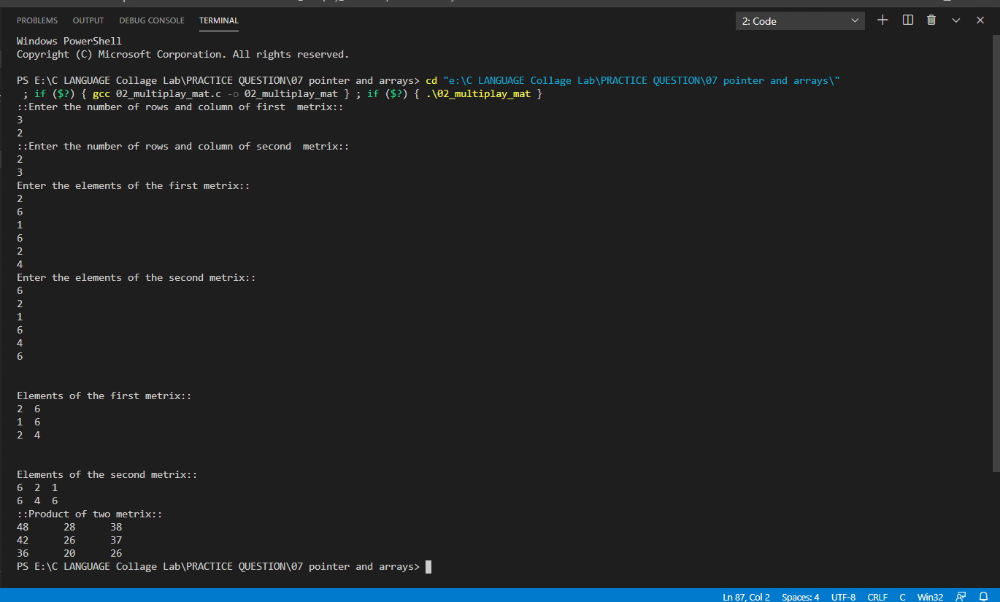 PROBLEMS OUTPUT DEBUG CONSOLE TERMINAL 2: Code
Windows PowerShell
Copyright (C) Microsoft Corporation. All rights reserved.
PS E:\C LANGUAGE Collage Lab\PRACTICE QUESTION\07 pointer and arrays> cd "e:\C LANGUAGE Collage Lab\PRACTICE QUESTION\07 pointer and arrays\"
; if ($?) { gcc 02_multiplay_mat.c -o 02_multiplay_mat } ; if ($?) { .\02_multiplay_mat }
::Enter the number of rows and column of first  metrix::
3
2
::Enter the number of rows and column of second  metrix::
2
3
Enter the elements of the first metrix::
2
6
1
6
2
4
Enter the elements of the second metrix::
6
2
1
6
4
6
Elements of the first metrix::
2  6
1  6
2  4
Elements of the second metrix::
6  2  1
6  4  6
::Product of two metrix::
48      28      38
42      26      37
36      20      26
PS E:\C LANGUAGE Collage Lab\PRACTICE QUESTION\07 pointer and arrays>
Ln 87, Col 2 Spaces: 4 UTF-8 CRLF C Win32